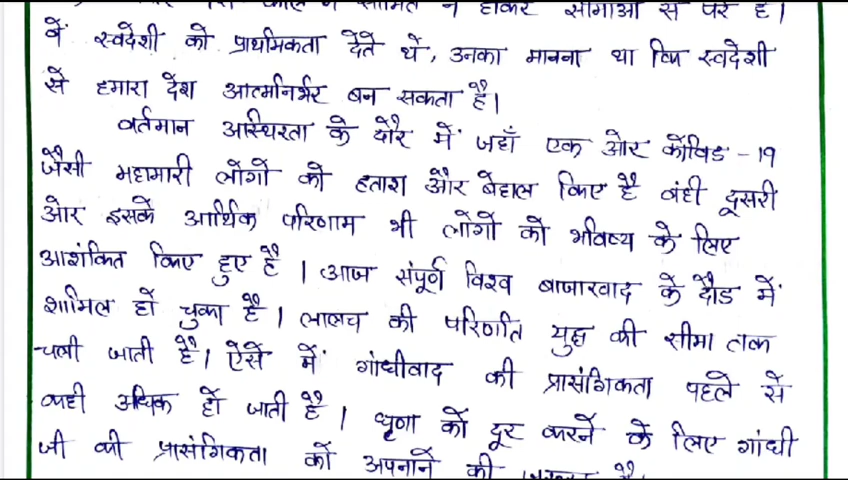 काल में सीमित न होकर सीमाओं से परे है।
वें स्वदेशी को प्राथमिकता देते थें, उनका मानना था कि स्वदेशी
सें हमारा देश आत्मनिर्भर बन सकता है।
वर्तमान अस्थिरता के दौर में जहाँ एक ओर कोविड - 19
जैसी महामारी लोगों को हताश और बेहाल किए है वंही दूसरी
ओर इसके आर्थिक परिणाम भी लोगों को भविष्य के लिए
आशंकित किए हुए है । आज संपूर्ण विश्व बाजारवाद के दौड में
शामिल हो चुका है । लालच की परिणति युद्ध की सीमा तक
चली जाती है। ऐसे में गांधीवाद की प्रासंगिकता पहले से
कही अधिक हो जाती है । घृणा को दूर करने के लिए गांधी
जी की प्रासंगिकता को अपनाने की